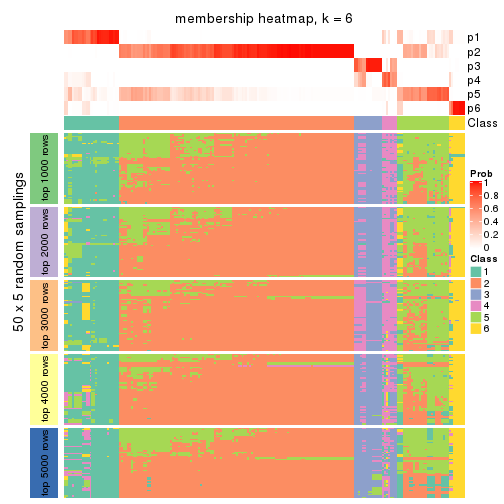 membership heatmap, k = 6
p1
p2
p3
p4
p5
p6
Class
50 x 5 random samplings
top 1000 rows
top 2000 rows
top 3000 rows
top 4000 rows
top 5000 rows
Prob
1
0.8
0.6
0.4
0.2
0
Class
1
2
3
4
5
6